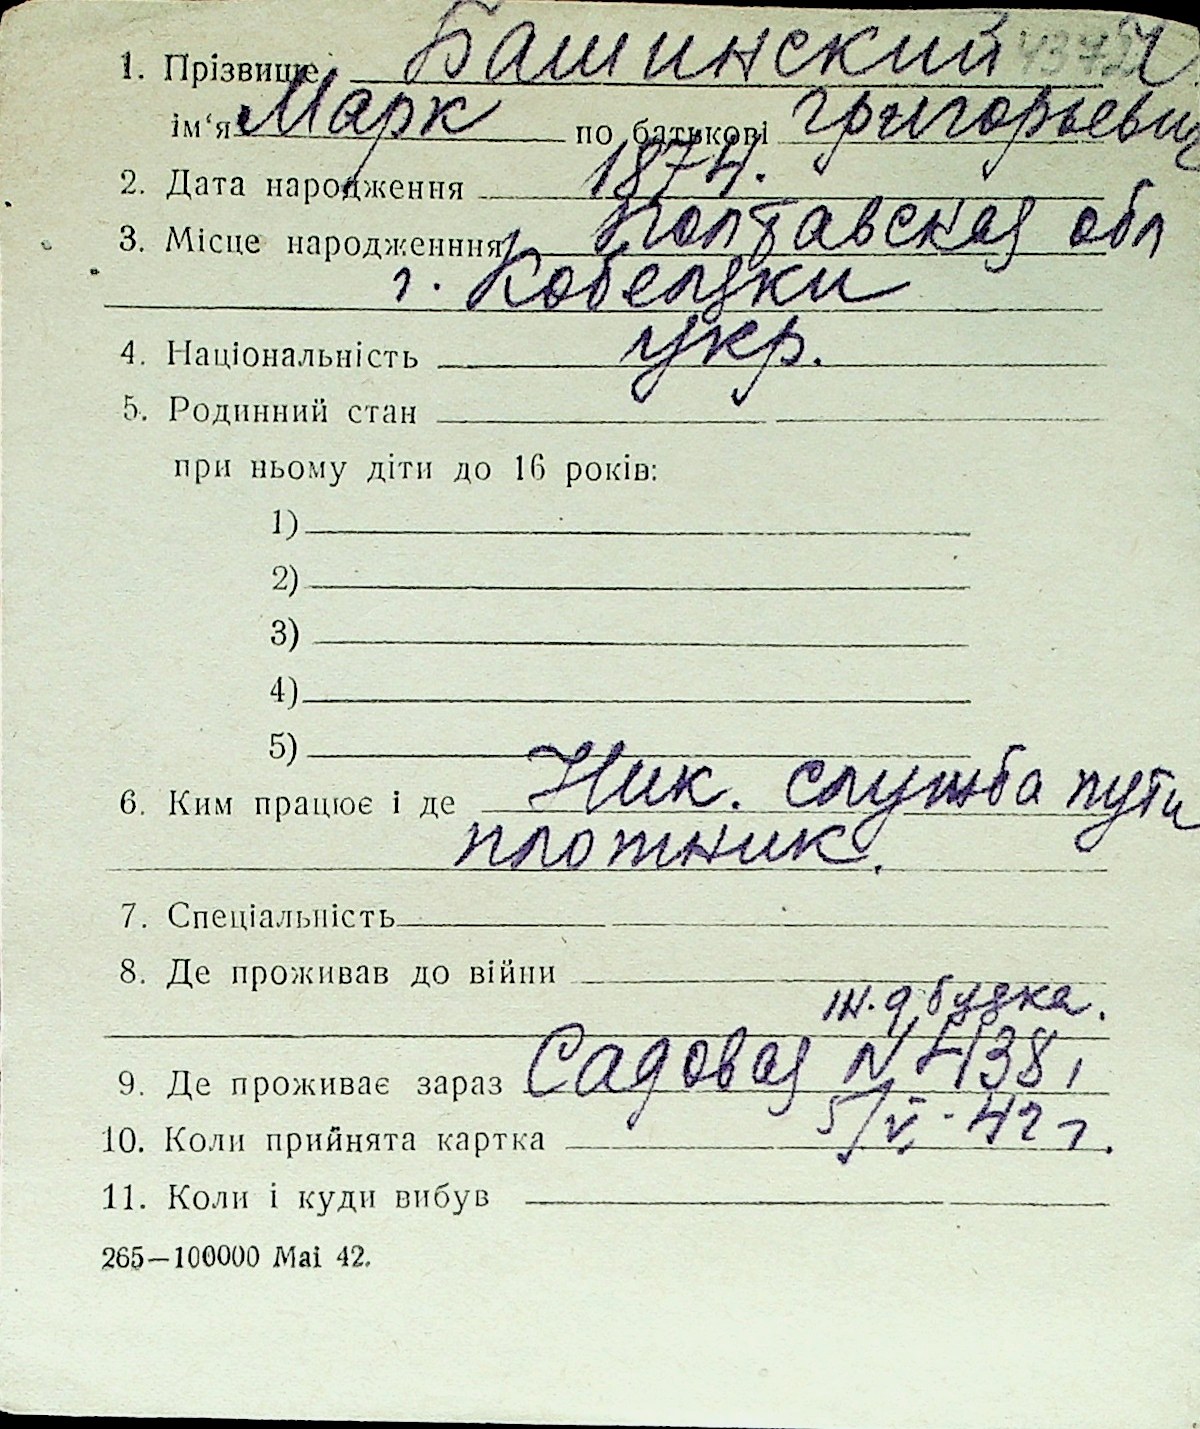 1. Прізвище Башинский
ім'я Марк по батькові Григорьевич
2. Дата народження 1874.
3. Місце народженння Полтавская обл
г. Кобеляки
4. Національність укр.
5. Родинний стан
при ньому діти до 16 років:
1)
2)
3)
4)
5)
6. Ким працює і де Ник. служба пути
плотник.
7. Спеціальність
8. Де проживав до війни
ж.д будка.
9. Де проживає зараз Садовая N 438,
10. Коли прийнята картка 5/V-42 г.
11. Коли і куди вибув
265—100000 Mai 42.